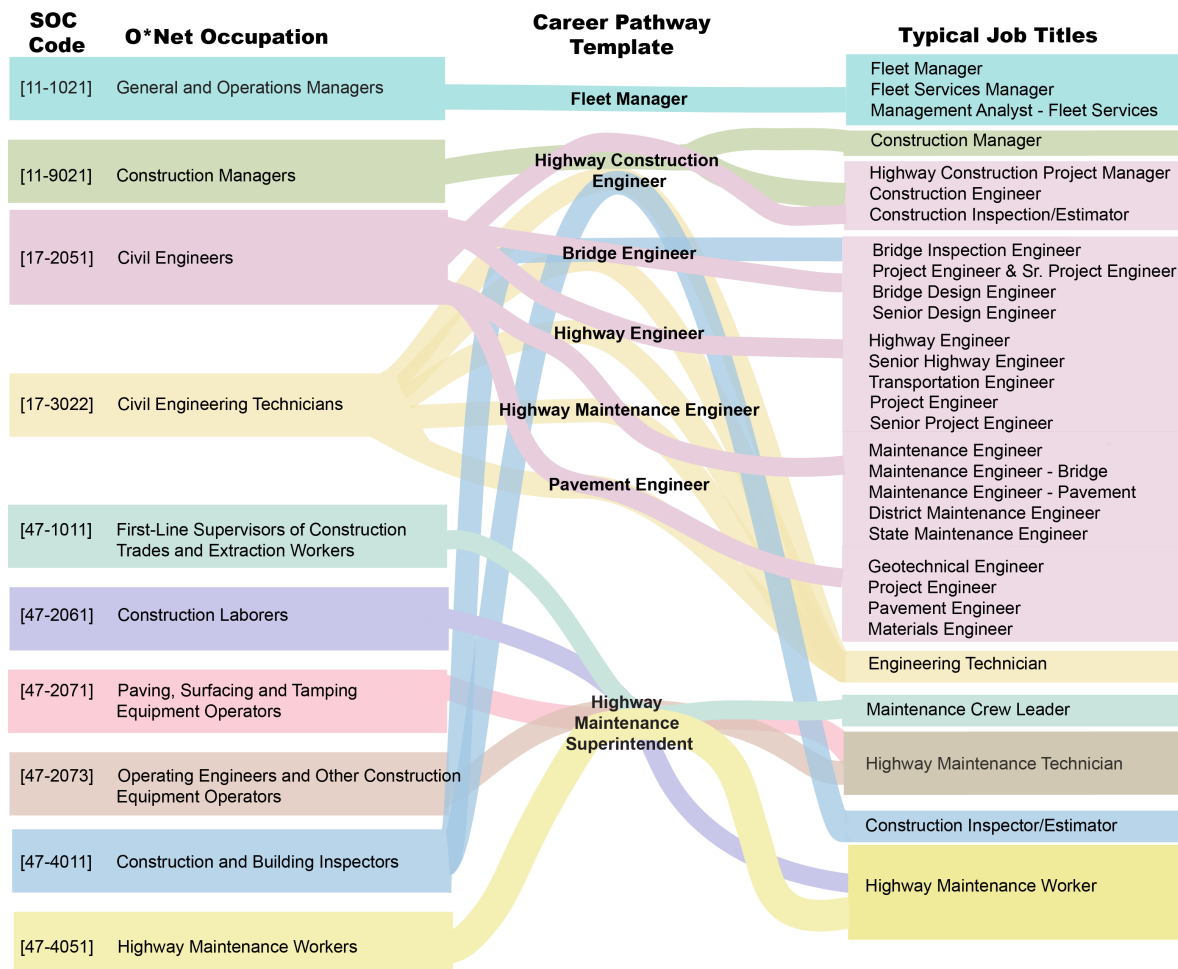 SOC
Code
O*Net Occupation
Career Pathway
Template
Typical Job Titles
[11-1021] General and Operations Managers
[11-9021] Construction Managers
[17-2051] Civil Engineers
[17-3022] Civil Engineering Technicians
[47-1011] First-Line Supervisors of Construction
Trades and Extraction Workers
[47-2061] Construction Laborers
[47-2071] Paving, Surfacing and Tamping
Equipment Operators
[47-2073] Operating Engineers and Other Construction
Equipment Operators
[47-4011] Construction and Building Inspectors
[47-4051] Highway Maintenance Workers
Fleet Manager
Highway Construction
Engineer
Bridge Engineer
Highway Engineer
Highway Maintenance Engineer
Pavement Engineer
Highway
Maintenance
Superintendent
Fleet Manager
Fleet Services Manager
Management Analyst - Fleet Services
Construction Manager
Highway Construction Project Manager
Construction Engineer
Construction Inspection/Estimator
Bridge Inspection Engineer
Project Engineer & Sr. Project Engineer
Bridge Design Engineer
Senior Design Engineer
Highway Engineer
Senior Highway Engineer
Transportation Engineer
Project Engineer
Senior Project Engineer
Maintenance Engineer
Maintenance Engineer - Bridge
Maintenance Engineer - Pavement
District Maintenance Engineer
State Maintenance Engineer
Geotechnical Engineer
Project Engineer
Pavement Engineer
Materials Engineer
Engineering Technician
Maintenance Crew Leader
Highway Maintenance Technician
Construction Inspector/Estimator
Highway Maintenance Worker